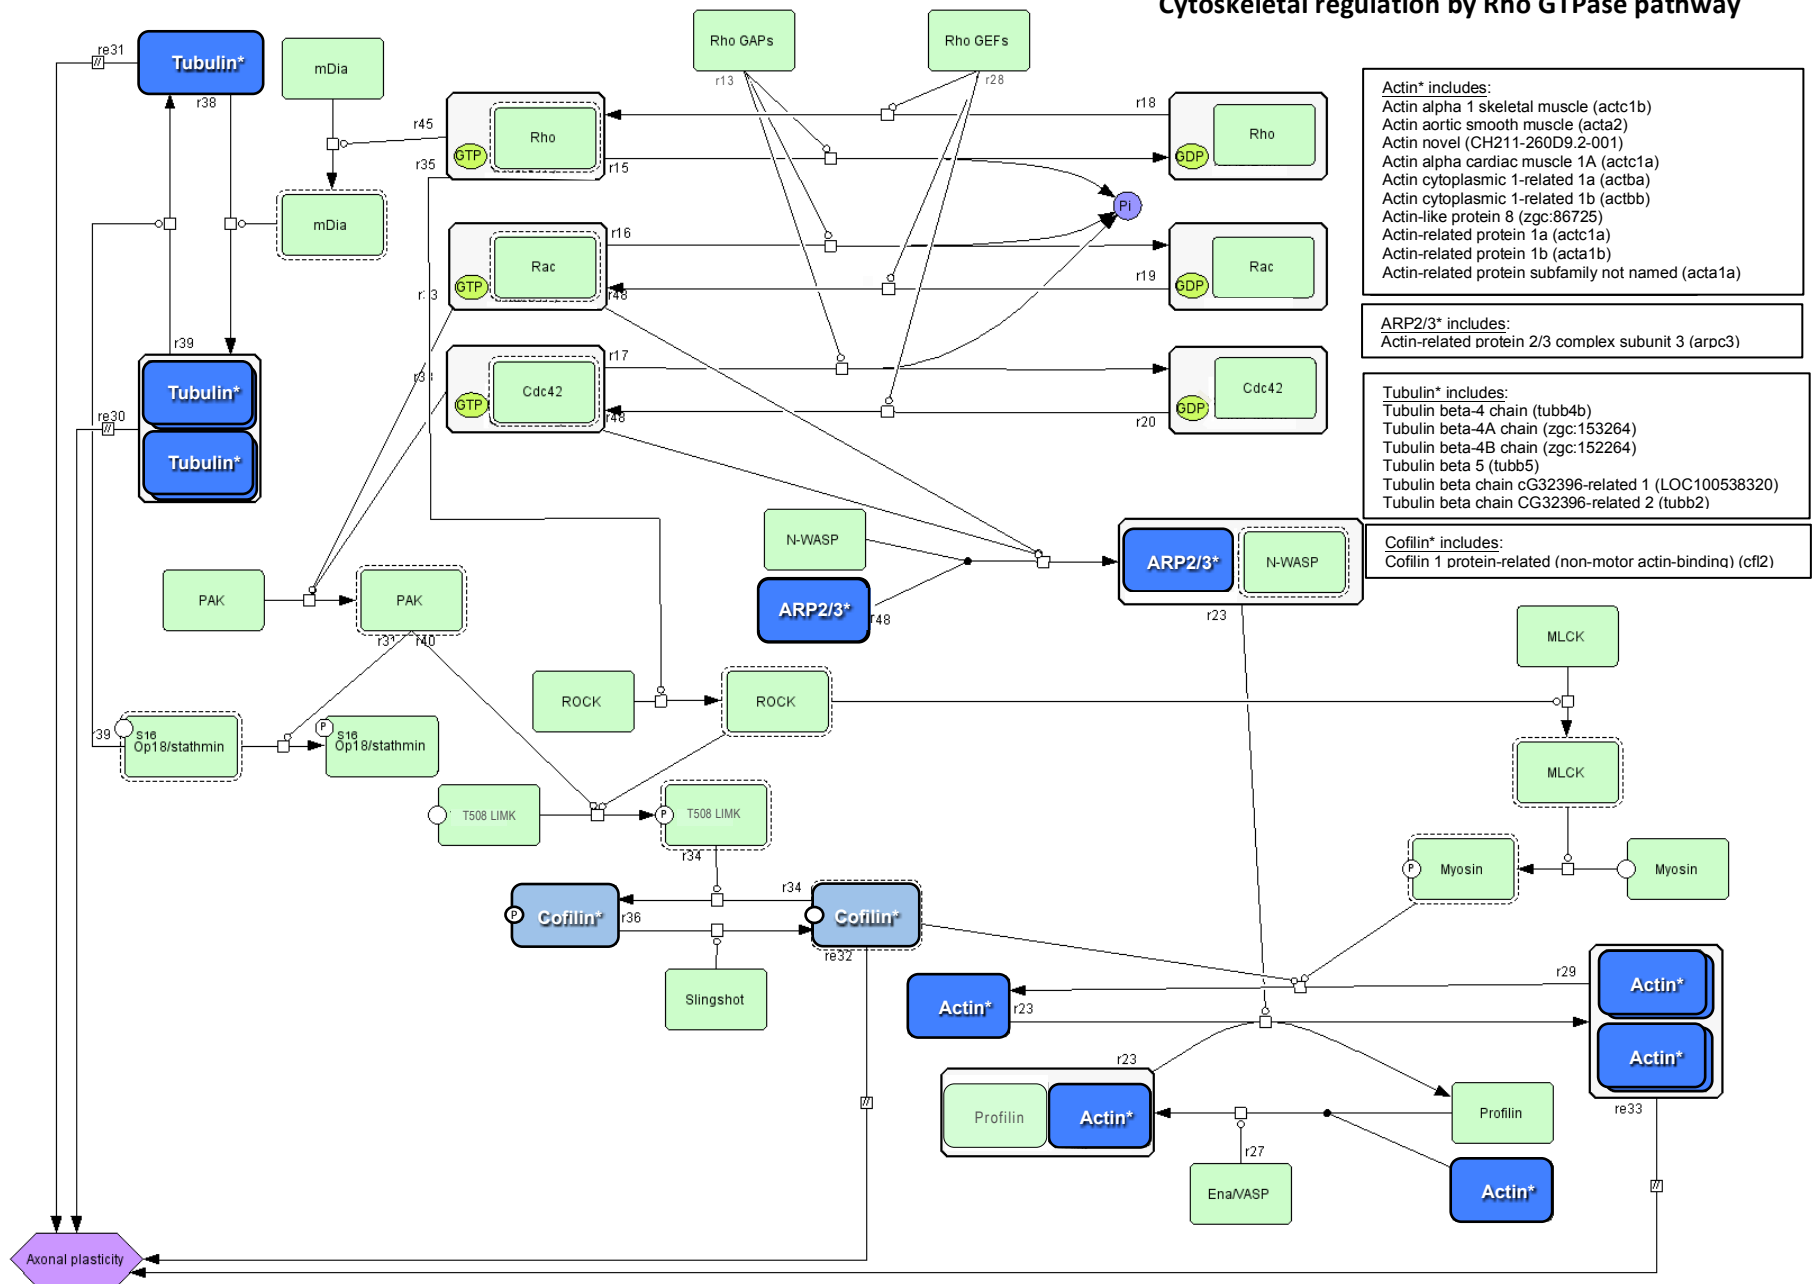 Cytoskeletal regulation by Rho GTPase pathway
re31
Tubulin*
r38
mDia
Rho GAPs
r13
Rho GEFs
r28
r45
r35
GTP
Rho
r15
r18
GDP
Rho
Pi
mDia
r16
GTP
Rac
r48
r19
GDP
Rac
r39
r17
GTP
Cdc42
r48
r20
GDP
Cdc42
Tubulin*
Tubulin*
re30
Actin* includes:
Actin alpha 1 skeletal muscle (actc1b)
Actin aortic smooth muscle (acta2)
Actin novel (CH211-260D9.2-001)
Actin alpha cardiac muscle 1A (actc1a)
Actin cytoplasmic 1-related 1a (actba)
Actin cytoplasmic 1-related 1b (actbb)
Actin-like protein 8 (zgc:86725)
Actin-related protein 1a (actc1a)
Actin-related protein 1b (acta1b)
Actin-related protein subfamily not named (acta1a)
ARP2/3* includes:
Actin-related protein 2/3 complex subunit 3 (arpc3)
Tubulin* includes:
Tubulin beta-4 chain (tubb4b)
Tubulin beta-4A chain (zgc:153264)
Tubulin beta-4B chain (zgc:152264)
Tubulin beta 5 (tubb5)
Tubulin beta chain cG32396-related 1 (LOC100538320)
Tubulin beta chain CG32396-related 2 (tubb2)
Cofilin* includes:
Cofilin 1 protein-related (non-motor actin-binding) (cfl2)
N-WASP
ARP2/3*
r48
ARP2/3*
N-WASP
r23
PAK
PAK
r31
r40
MLCK
ROCK
ROCK
r39
S16
Op18/stathmin
P
S16
Op18/stathmin
MLCK
T508 LIMK
P
T508 LIMK
r34
P
Myosin
Myosin
P
Cofilin*
r34
r36
Cofilin*
re32
Slingshot
Actin*
r23
r29
Actin*
Actin*
re33
r23
Profilin
Actin*
Profilin
r27
Ena/VASP
Actin*
Axonal plasticity